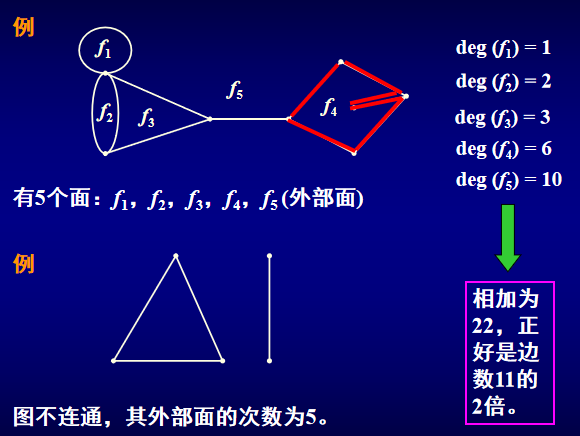 例
f₁
f₂
f₃
f₅
f₄
deg (f₁) = 1
deg (f₂) = 2
deg (f₃) = 3
deg (f₄) = 6
deg (f₅) = 10
有5个面：f₁，f₂，f₃，f₄，f₅ (外部面)
例
相加为
22，正
好是边
数11的
2倍。
图不连通，其外部面的次数为5。